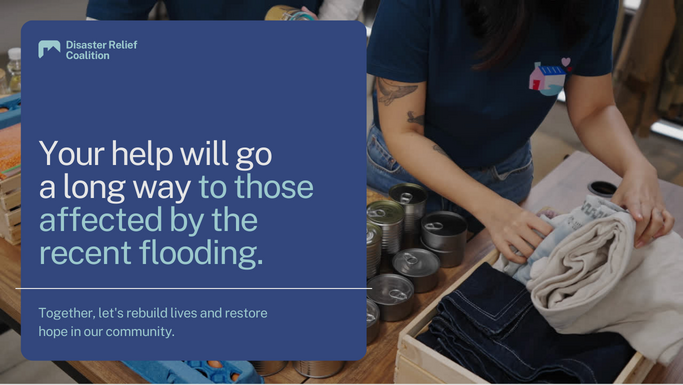 Disaster Relief
Coalition
Your help will go
a long way to those
affected by the
recent flooding.
Together, let's rebuild lives and restore
hope in our community.